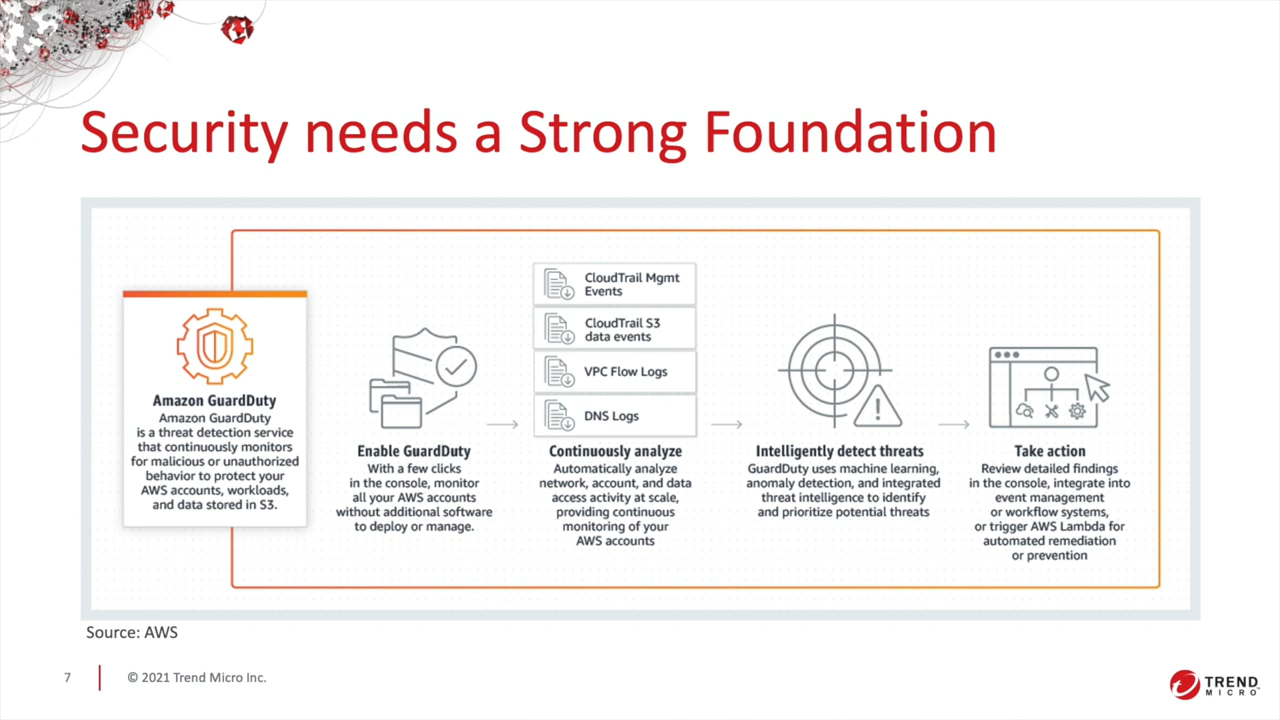 Security needs a Strong Foundation
Amazon GuardDuty
Amazon GuardDuty
is a threat detection service
that continuously monitors
for malicious or unauthorized
behavior to protect your
AWS accounts, workloads,
and data stored in S3.
Enable GuardDuty
With a few clicks
in the console, monitor
all your AWS accounts
without additional software
to deploy or manage.
CloudTrail Mgmt
Events
CloudTrail S3
data events
VPC Flow Logs
DNS Logs
Continuously analyze
Automatically analyze
network, account, and data
access activity at scale,
providing continuous
monitoring of your
AWS accounts
Intelligently detect threats
GuardDuty uses machine learning,
anomaly detection, and integrated
threat intelligence to identify
and prioritize potential threats
Take action
Review detailed findings
in the console, integrate into
event management
or workflow systems,
or trigger AWS Lambda for
automated remediation
or prevention
Source: AWS
7
© 2021 Trend Micro Inc.
TREND
MICRO